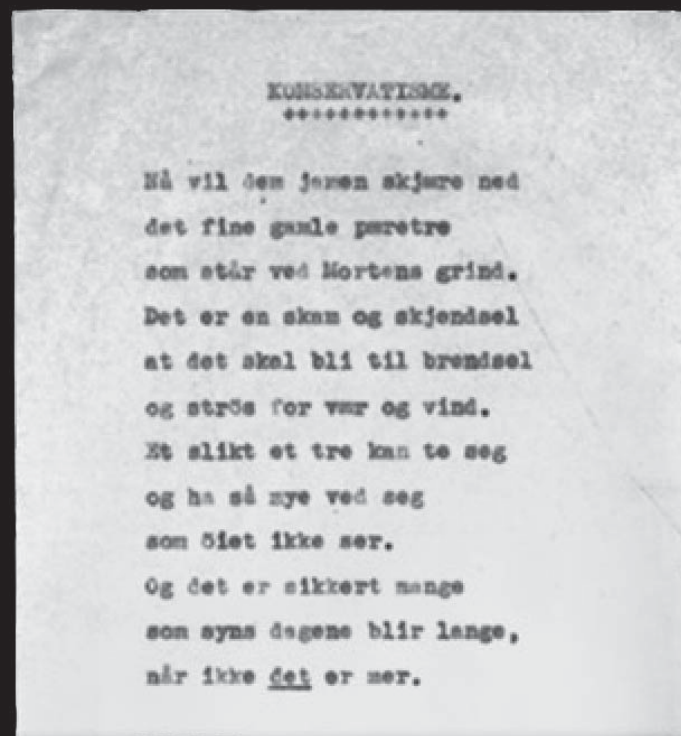 KONSERVATISME.
************
Nå vil dem jamen skjære ned
det fine gamle pæretre
som står ved Mortens grind.
Det er en skam og skjendsel
at det skal bli til brendsel
og strös for vær og vind.
Et slikt et tre kan te seg
og ha så mye ved seg
som öiet ikke ser.
Og det er sikkert mange
som syns dagene blir lange,
når ikke det er mer.